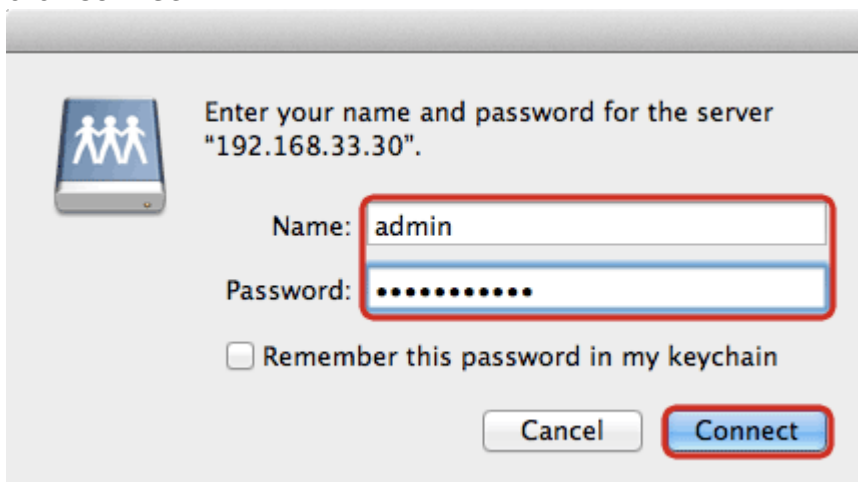 Enter your name and password for the server
“192.168.33.30”.
Name: admin
Password: •••••••••••
Remember this password in my keychain
Cancel Connect